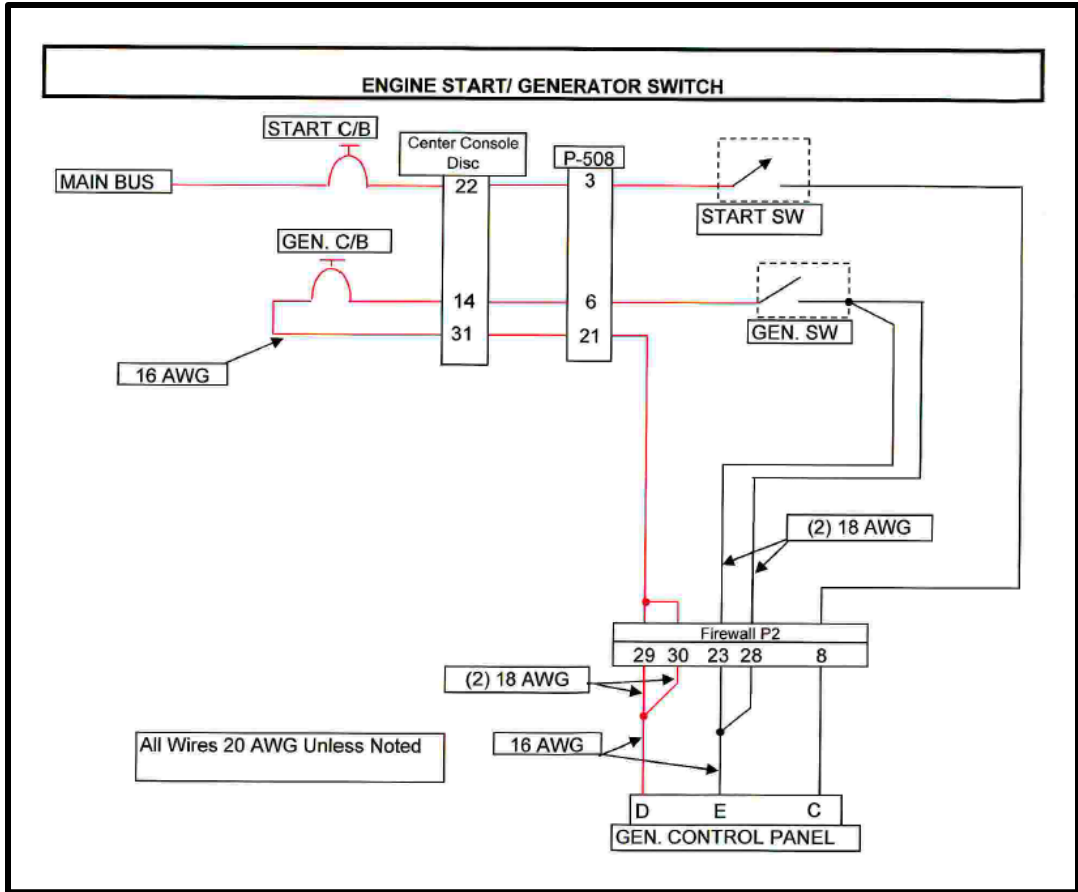 ENGINE START/ GENERATOR SWITCH
START C/B
Center Console
Disc
P-508
MAIN BUS
22
3
START SW
GEN. C/B
14
6
31
21
GEN. SW
16 AWG
(2) 18 AWG
Firewall P2
29 30 23 28 8
(2) 18 AWG
All Wires 20 AWG Unless Noted
16 AWG
D E C
GEN. CONTROL PANEL